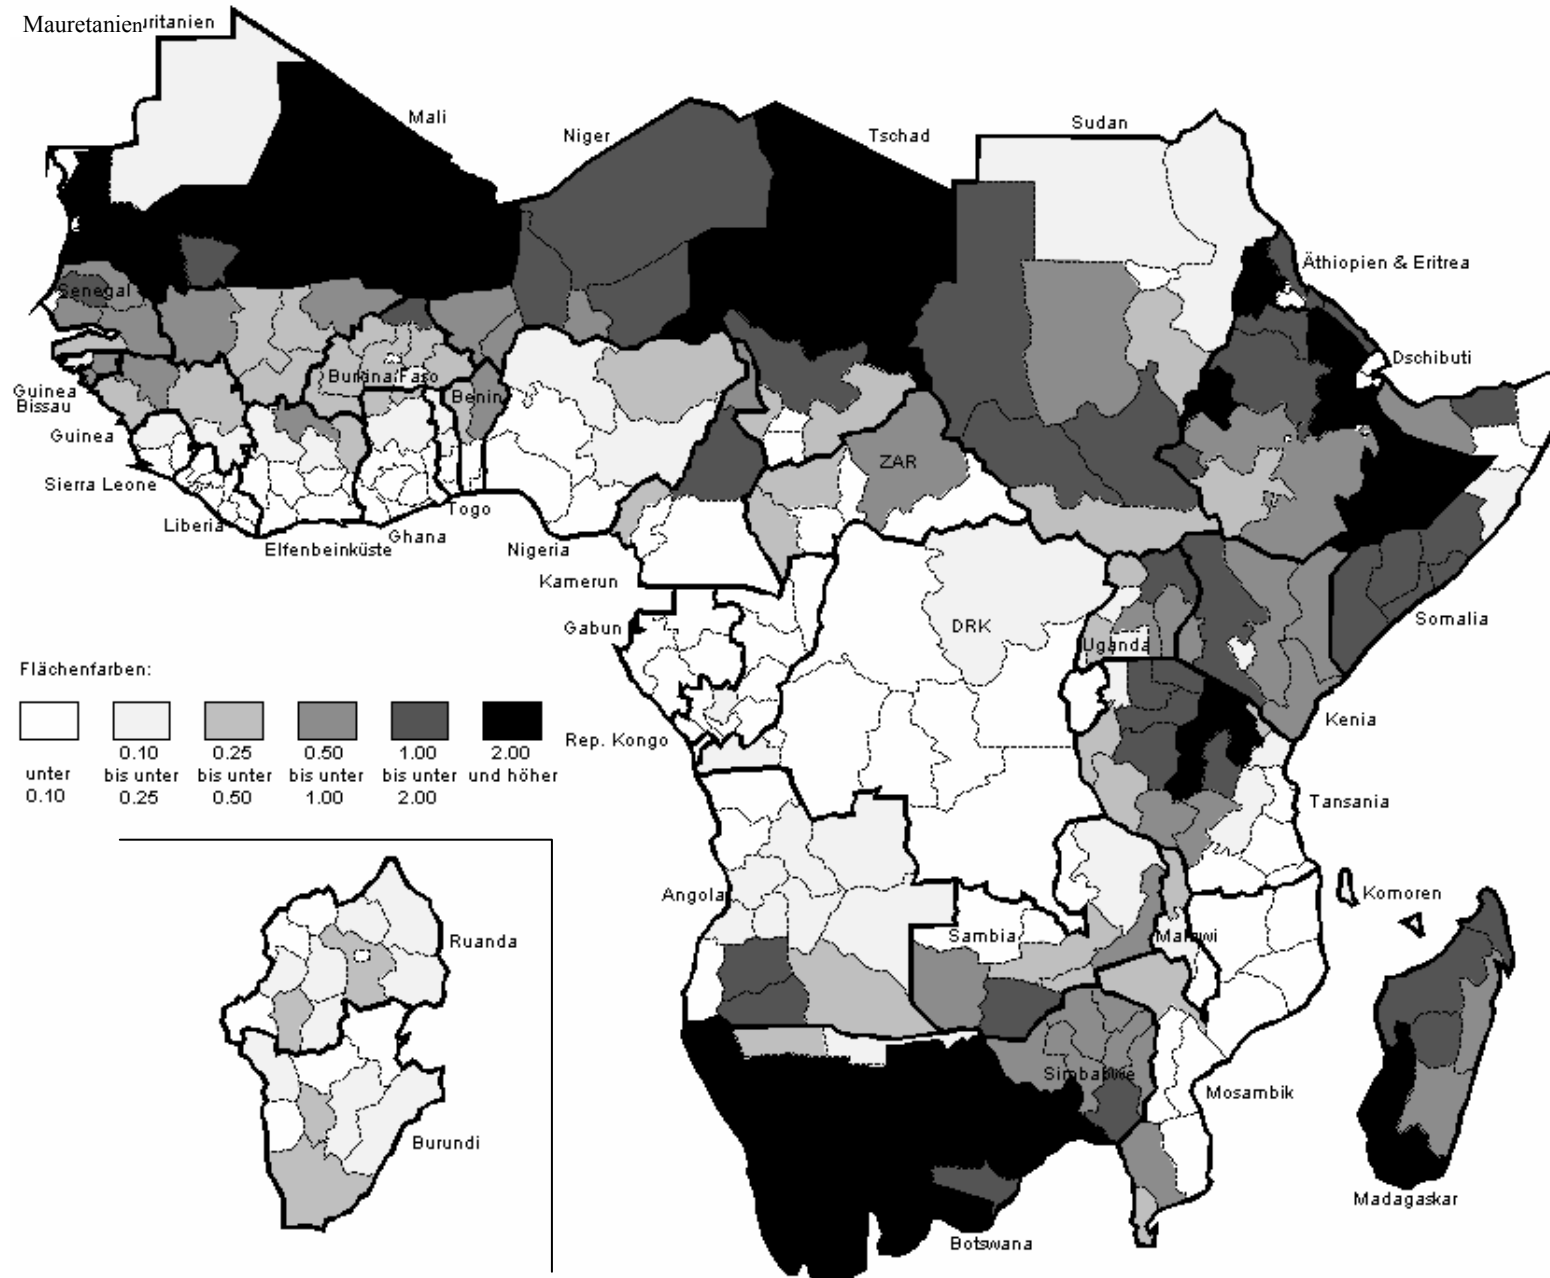 Mauretanien
uritanien
Mali
Niger
Tschad
Sudan
Äthiopien & Eritrea
Senegal
Dschibuti
Burkina Faso
Benin
Guinea
Bissau
Guinea
ZAR
Sierra Leone
Liberia
Togo
Ghana
Elfenbeinküste
Nigeria
Kamerun
Gabun
DRK
Uganda
Somalia
Flächenfarben:
Kenia
Rep. Kongo
unter
0.10
0.10
bis unter
0.25
0.25
bis unter
0.50
0.50
bis unter
1.00
1.00
bis unter
2.00
2.00
und höher
Tansania
Angola
Komoren
Sambia
Malawi
Ruanda
Simbabwe
Mosambik
Burundi
Madagaskar
Botswana